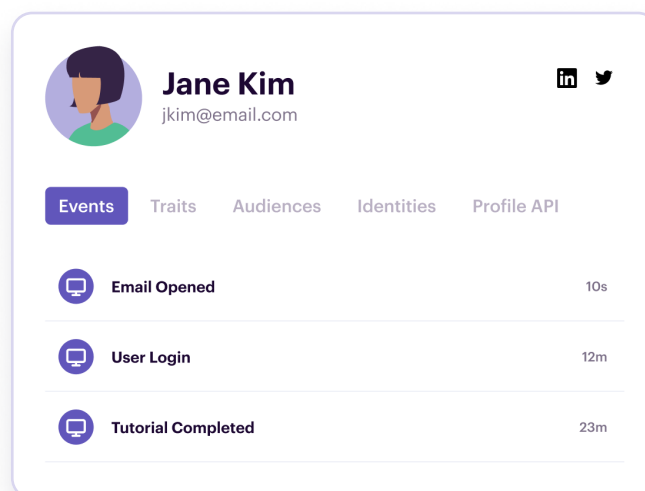 Jane Kim
jkim@email.com
in
Events Traits Audiences Identities Profile API
Email Opened 10s
User Login 12m
Tutorial Completed 23m